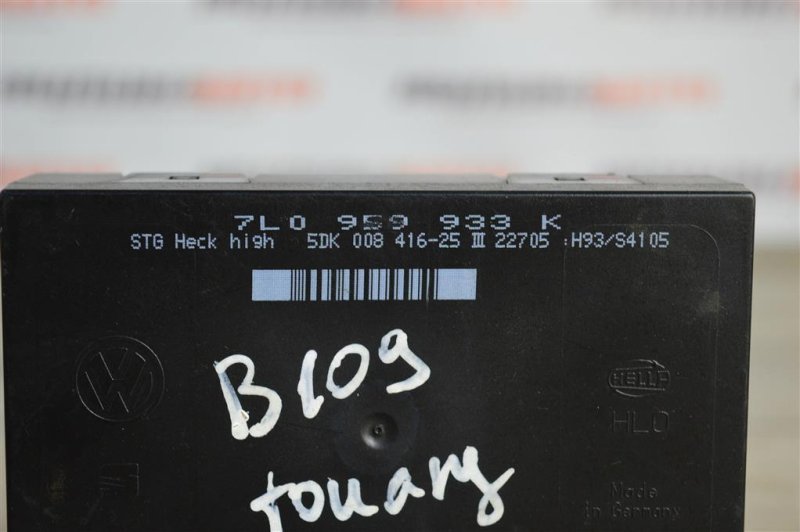 7L0 959 933 K
STG Heck high 5DK 008 416-25 III 22705 H93/S4105
B109
touarg
HELLA
HLO
Made
in Germany